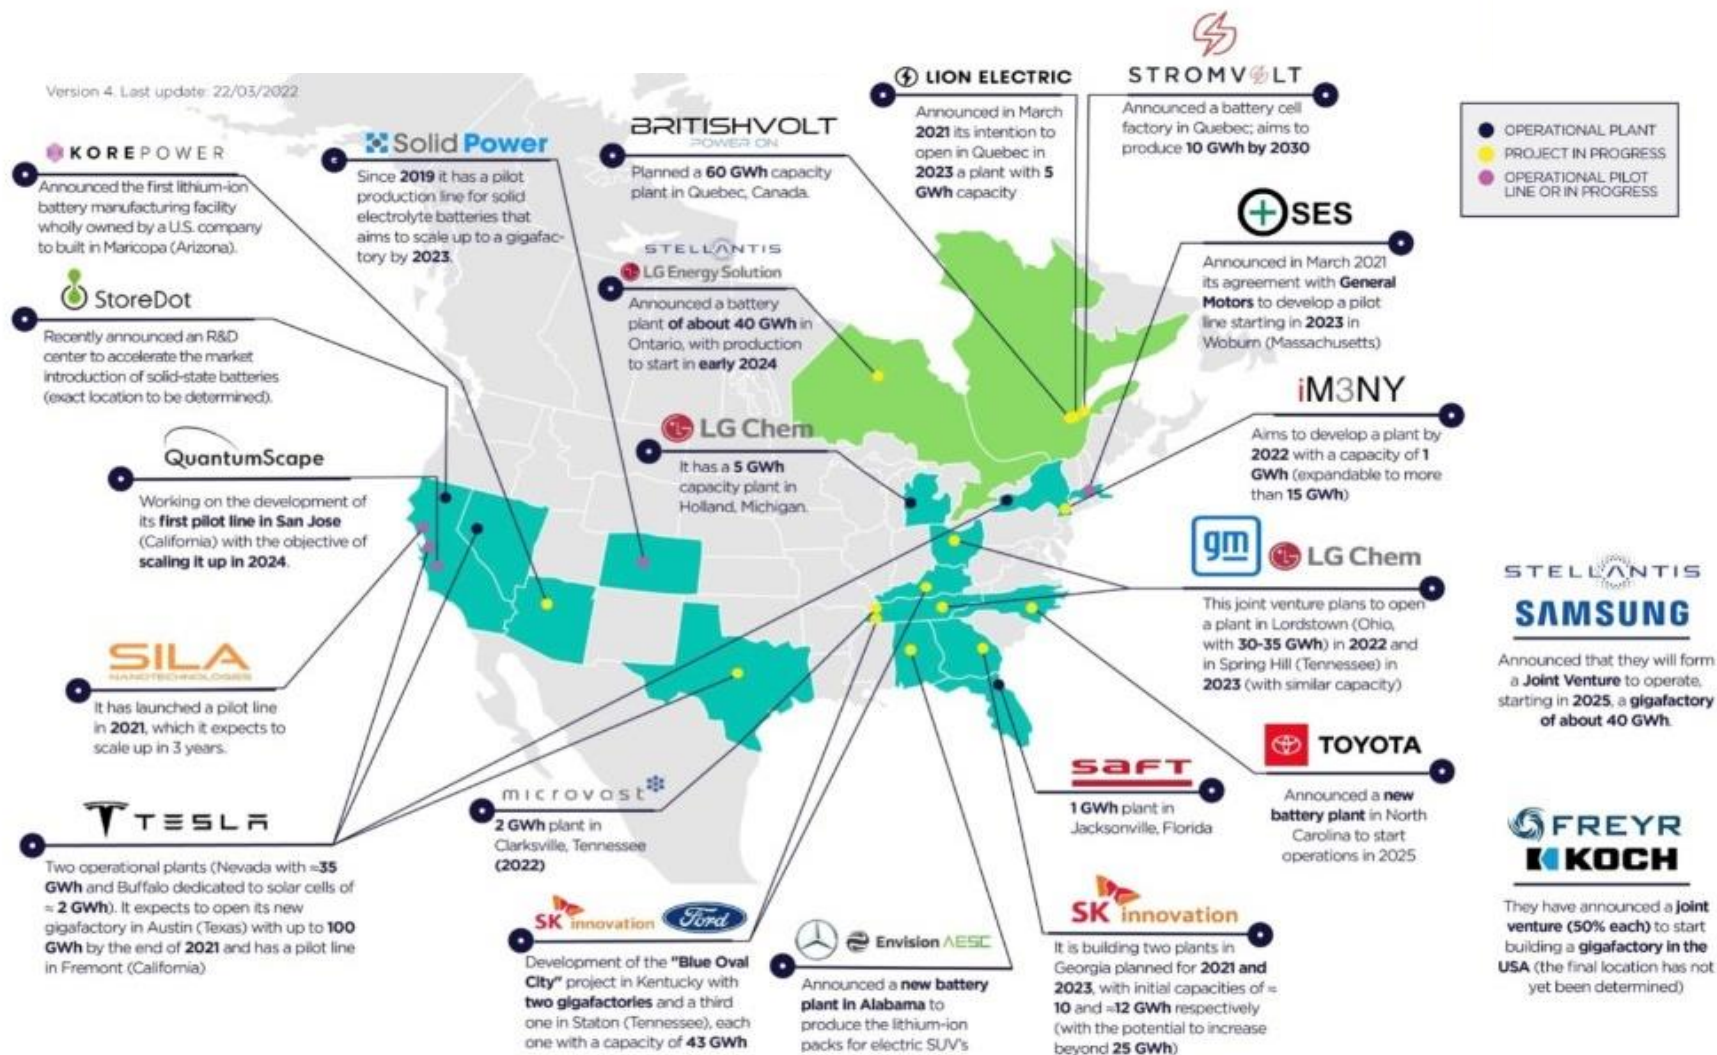 Version 4. Last update: 22/03/2022
KOREPOWER
Announced the first lithium-ion
battery manufacturing facility
wholly owned by a U.S. company
to built in Maricopa (Arizona).
StoreDot
Recently announced an R&D
center to accelerate the market
introduction of solid-state batteries
(exact location to be determined).
QuantumScape
Working on the development of
its first pilot line in San Jose
(California) with the objective of
scaling it up in 2024.
SILA
NANOTECHNOLOGIES
It has launched a pilot line
in 2021, which it expects to
scale up in 3 years.
TESLA
Two operational plants (Nevada with ≈35
GWh and Buffalo dedicated to solar cells of
≈ 2 GWh). It expects to open its new
gigafactory in Austin (Texas) with up to 100
GWh by the end of 2021 and has a pilot line
in Fremont (California)
Solid Power
Since 2019 it has a pilot
production line for solid
electrolyte batteries that
aims to scale up to a gigafac-
tory by 2023.
BRITISHVOLT
POWER ON
Planned a 60 GWh capacity
plant in Quebec, Canada.
STELLANTIS
LG Energy Solution
Announced a battery
plant of about 40 GWh in
Ontario, with production
to start in early 2024
LG Chem
It has a 5 GWh
capacity plant in
Holland, Michigan.
microvast
2 GWh plant in
Clarksville, Tennessee
(2022)
SK innovation Ford
Development of the "Blue Oval
City" project in Kentucky with
two gigafactories and a third
one in Staton (Tennessee), each
one with a capacity of 43 GWh
Envision AESC
Announced a new battery
plant in Alabama to
produce the lithium-ion
packs for electric SUV's
LION ELECTRIC
Announced in March
2021 its intention to
open in Quebec in
2023 a plant with 5
GWh capacity
STROMVOLT
Announced a battery cell
factory in Quebec; aims to
produce 10 GWh by 2030
SES
Announced in March 2021
its agreement with General
Motors to develop a pilot
line starting in 2023 in
Woburn (Massachusetts)
iM3NY
Aims to develop a plant by
2022 with a capacity of 1
GWh (expandable to more
than 15 GWh)
gm LG Chem
This joint venture plans to open
a plant in Lordstown (Ohio,
with 30-35 GWh) in 2022 and
in Spring Hill (Tennessee) in
2023 (with similar capacity)
TOYOTA
Announced a new
battery plant in North
Carolina to start
operations in 2025
saft
1 GWh plant in
Jacksonville, Florida
SK innovation
It is building two plants in
Georgia planned for 2021 and
2023, with initial capacities of ≈
10 and ≈12 GWh respectively
(with the potential to increase
beyond 25 GWh)
OPERATIONAL PLANT
PROJECT IN PROGRESS
OPERATIONAL PILOT
LINE OR IN PROGRESS
STELLANTIS
SAMSUNG
Announced that they will form
a Joint Venture to operate,
starting in 2025, a gigafactory
of about 40 GWh.
FREYR
KOCH
They have announced a joint
venture (50% each) to start
building a gigafactory in the
USA (the final location has not
yet been determined)